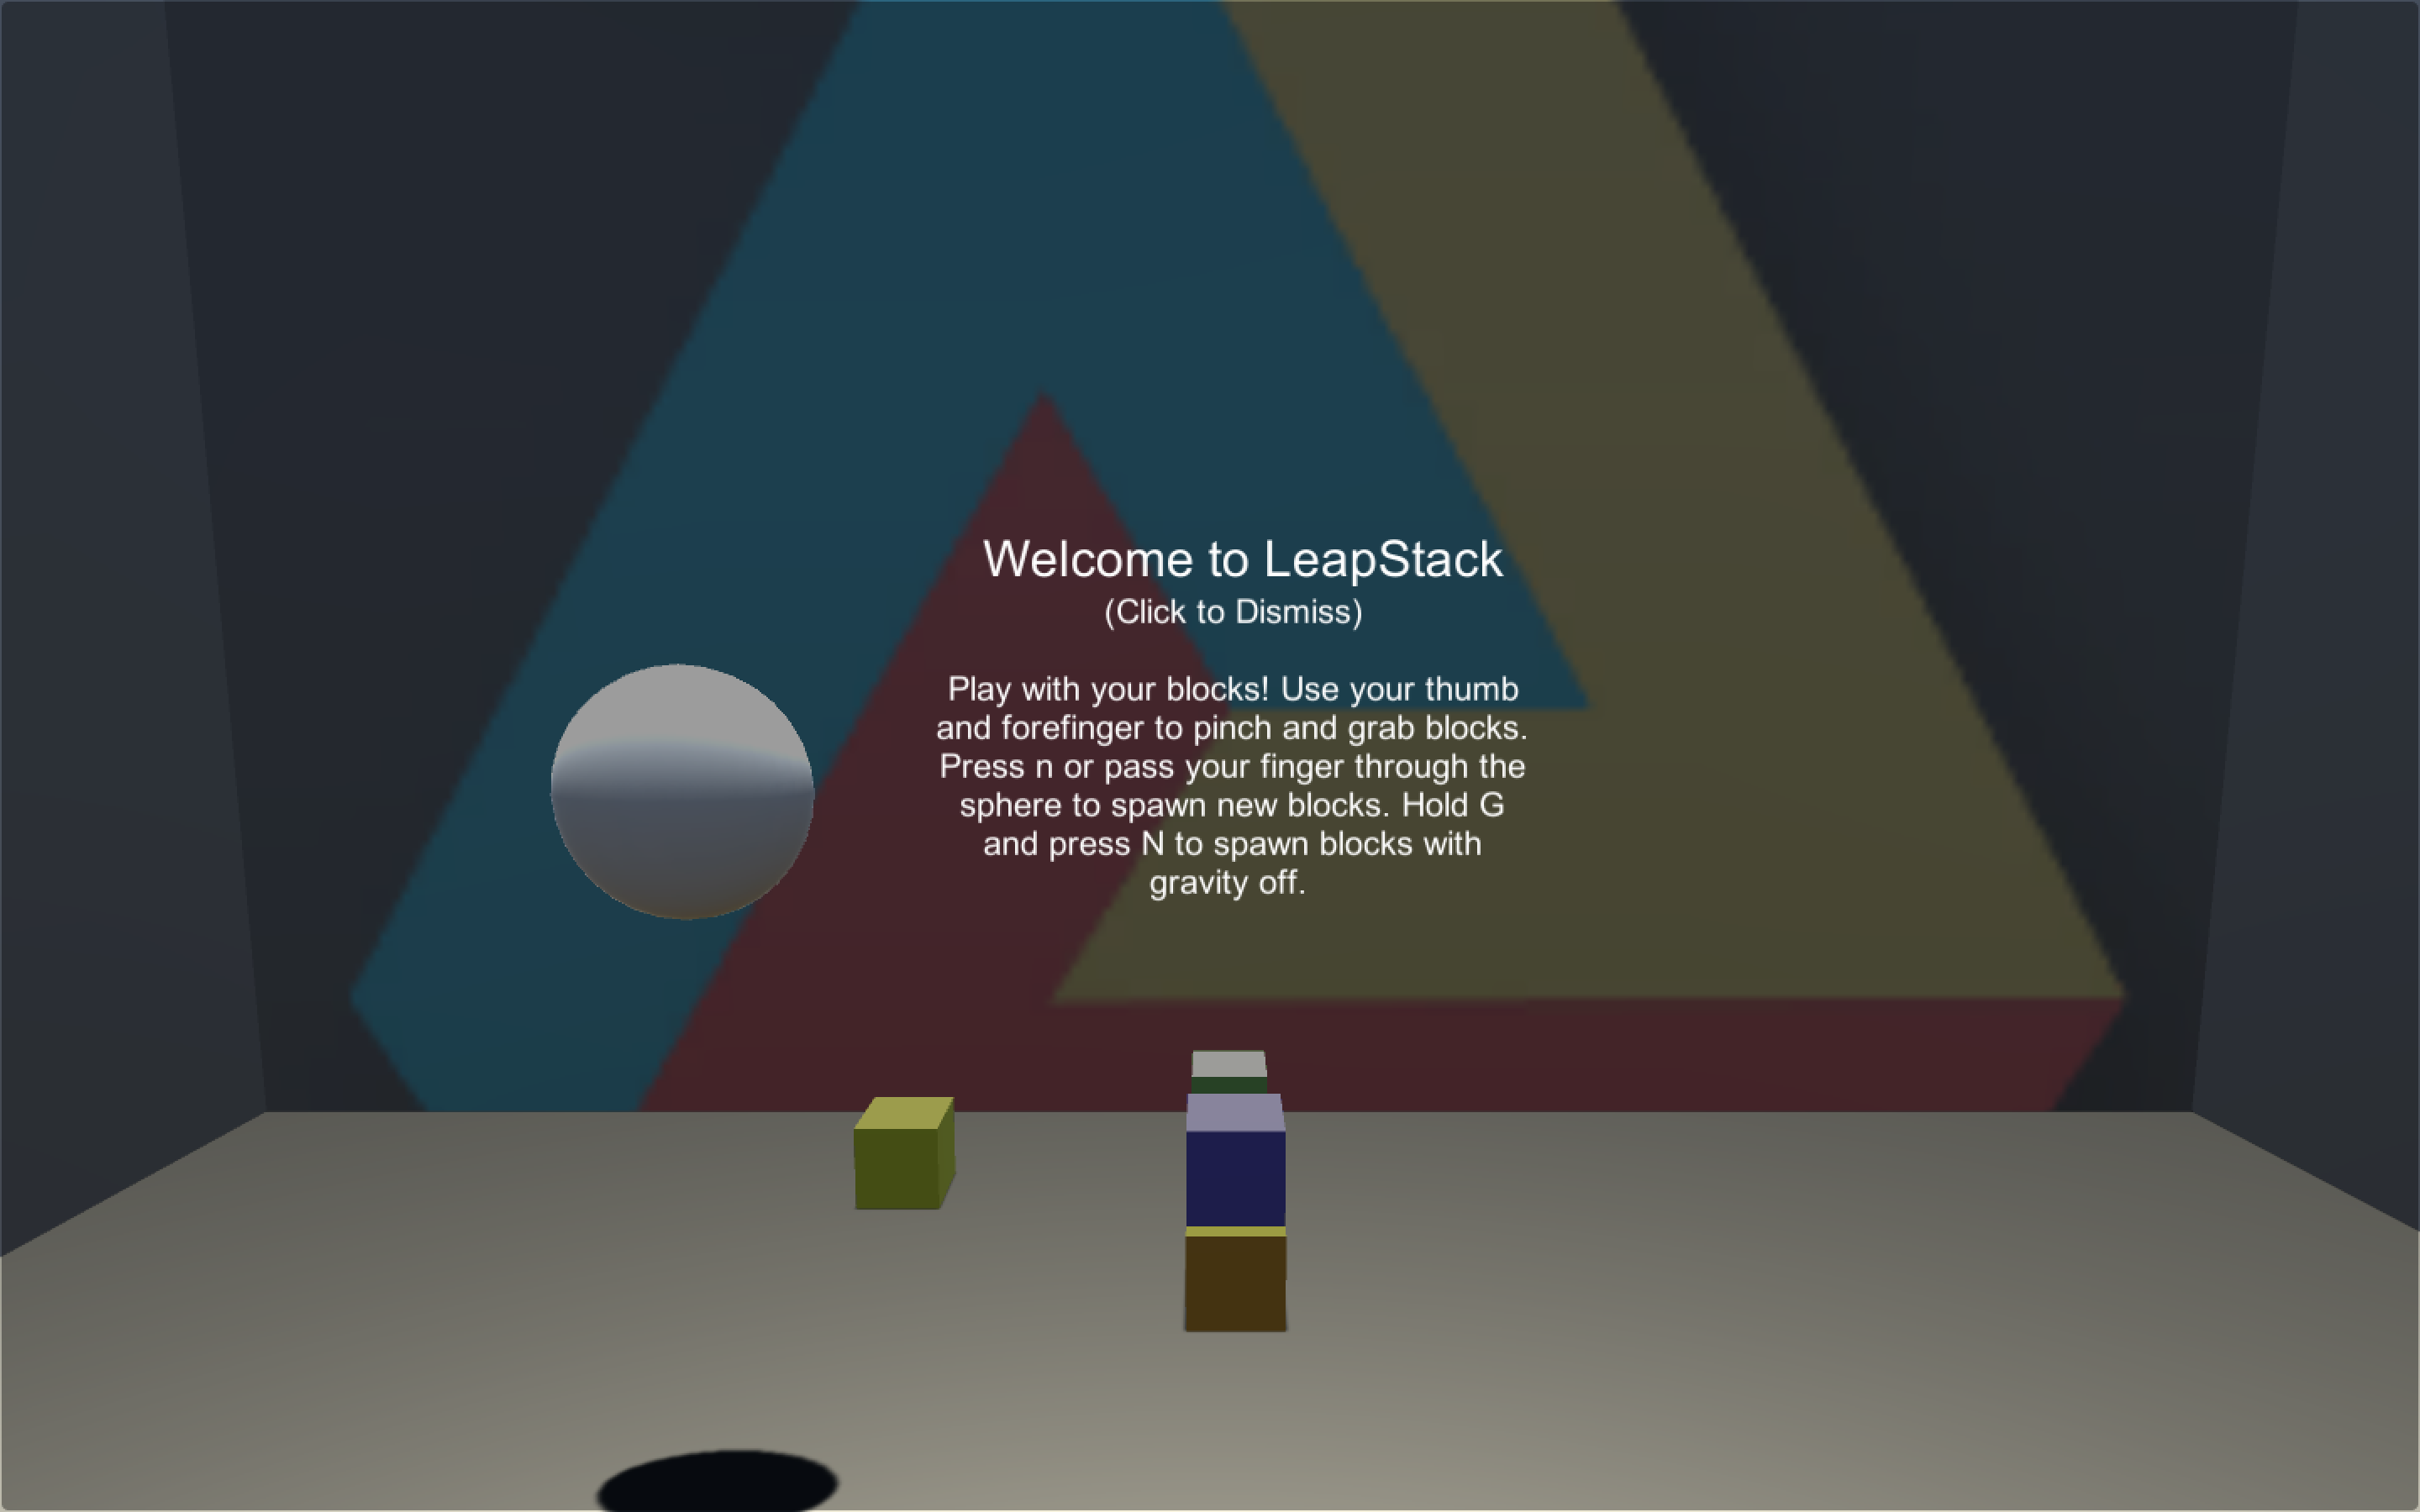 Welcome to LeapStack
(Click to Dismiss)
Play with your blocks! Use your thumb
and forefinger to pinch and grab blocks.
Press n or pass your finger through the
sphere to spawn new blocks. Hold G
and press N to spawn blocks with
gravity off.